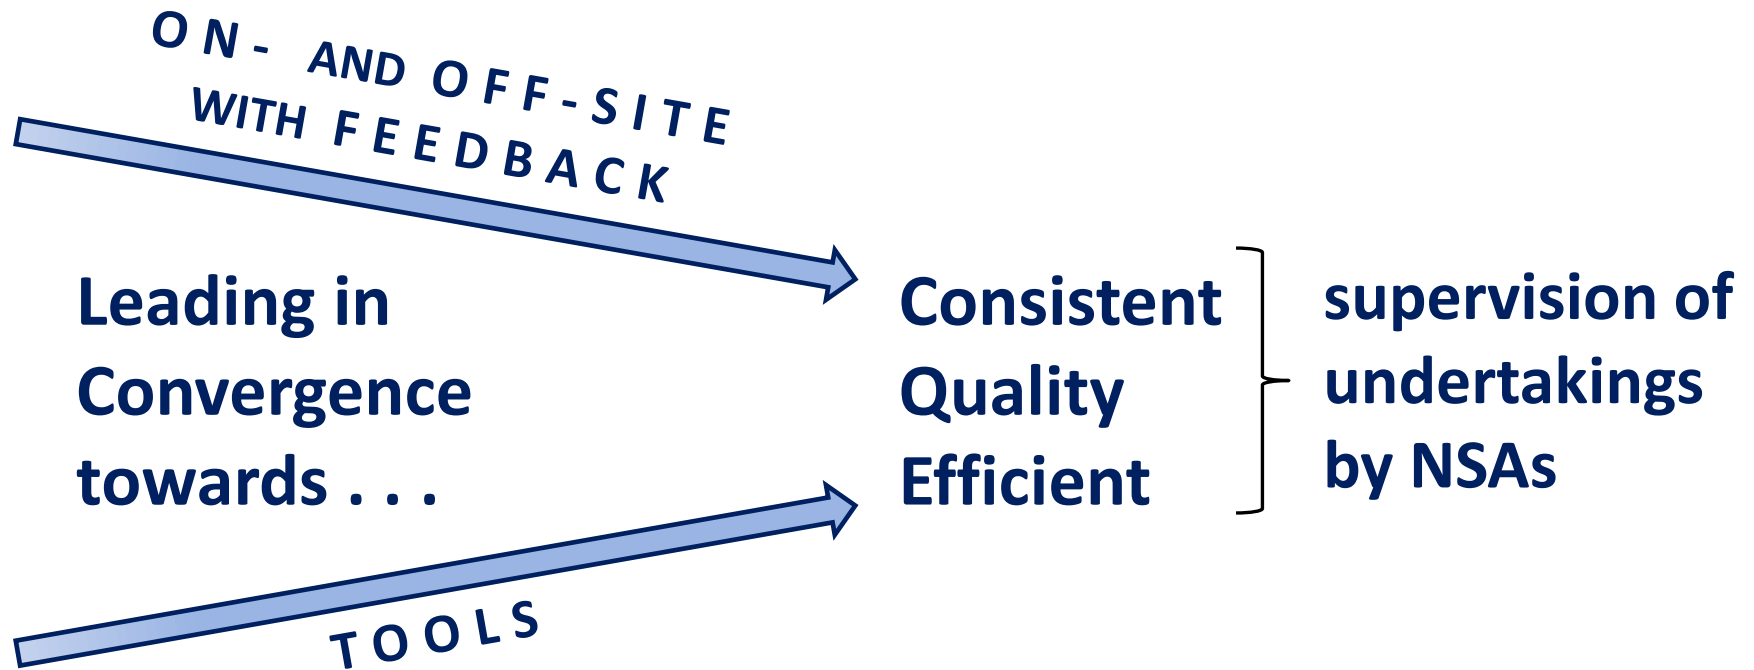 ON- AND OFF-SITE
WITH FEEDBACK
Leading in
Convergence
towards . . .
Consistent
Quality
Efficient
supervision of
undertakings
by NSAs
TOOLS